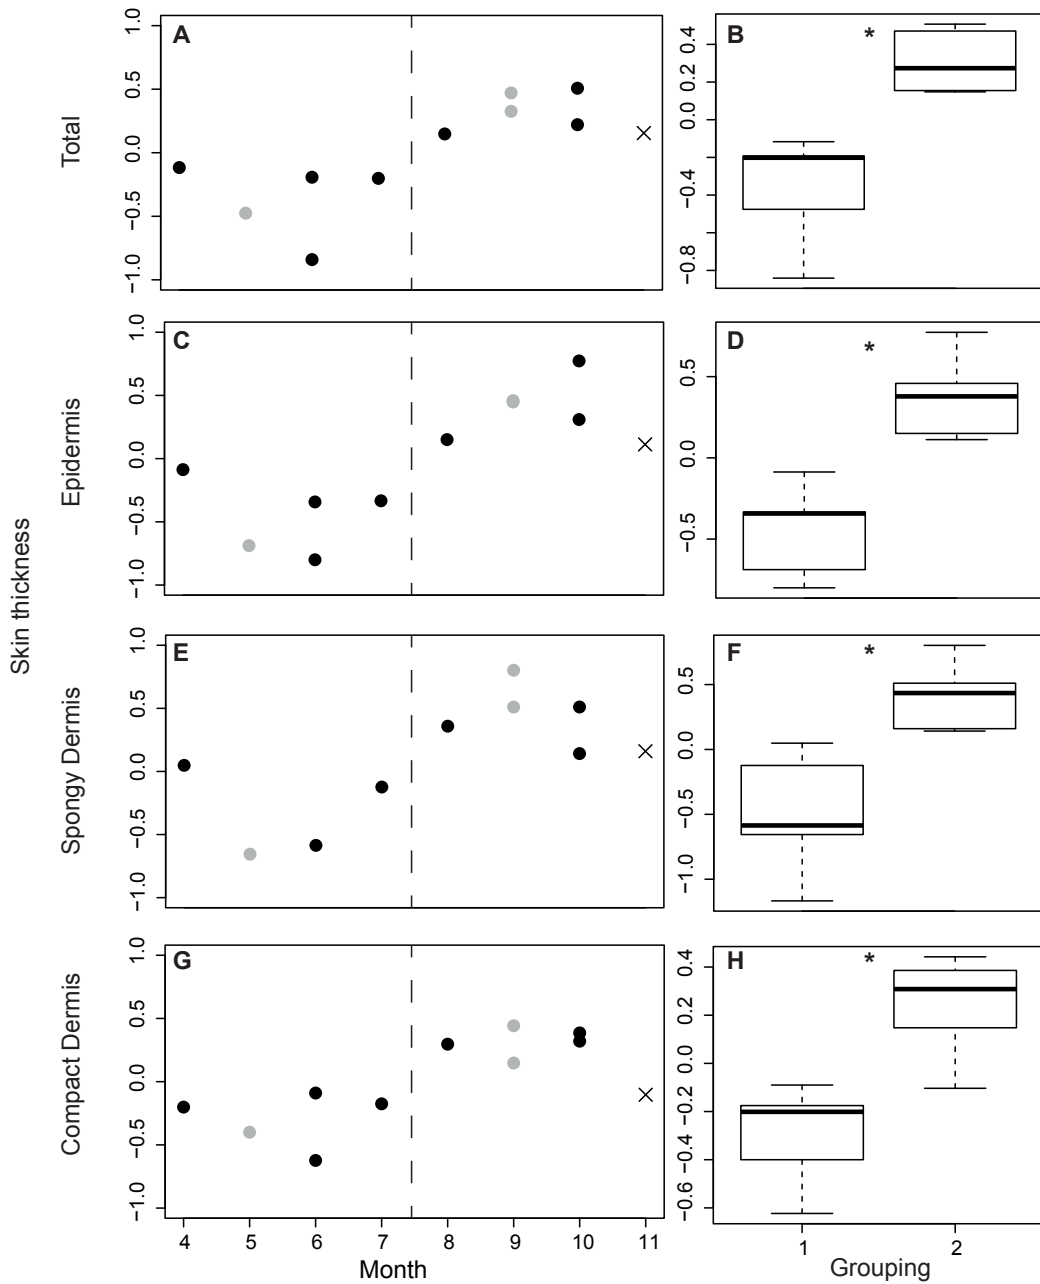 A
Total
1.0
0.5
0.0
−0.5
−1.0
B
*
0.4
0.2
0.0
−0.4
−0.8
C
Epidermis
1.0
0.5
0.0
−0.5
−1.0
D
*
0.5
0.0
−0.5
Skin thickness
E
Spongy Dermis
1.0
0.5
0.0
−0.5
−1.0
F
*
0.5
0.0
−0.5
−1.0
G
Compact Dermis
1.0
0.5
0.0
−0.5
−1.0
4 5 6 7 8 9 10 11
Month
H
*
0.4
0.2
0.0
−0.2
−0.4
−0.6
1 2
Grouping